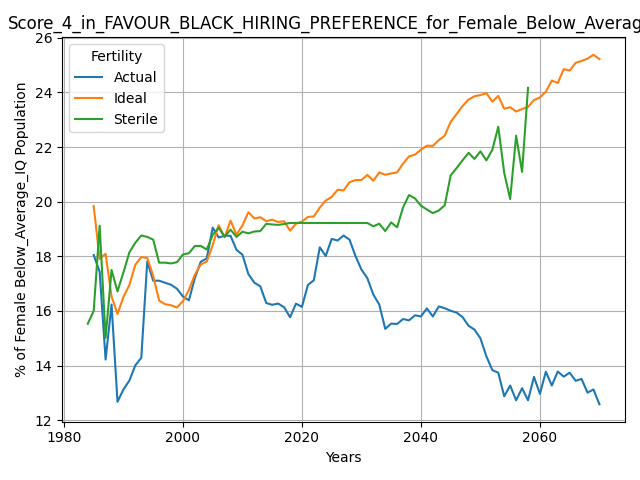 Score_4_in_FAVOUR_BLACK_HIRING_PREFERENCE_for_Female_Below_Averag
% of Female Below_Average_IQ Population
26
24
22
20
18
16
14
12
Fertility
Actual
Ideal
Sterile
1980
2000
2020
2040
2060
Years